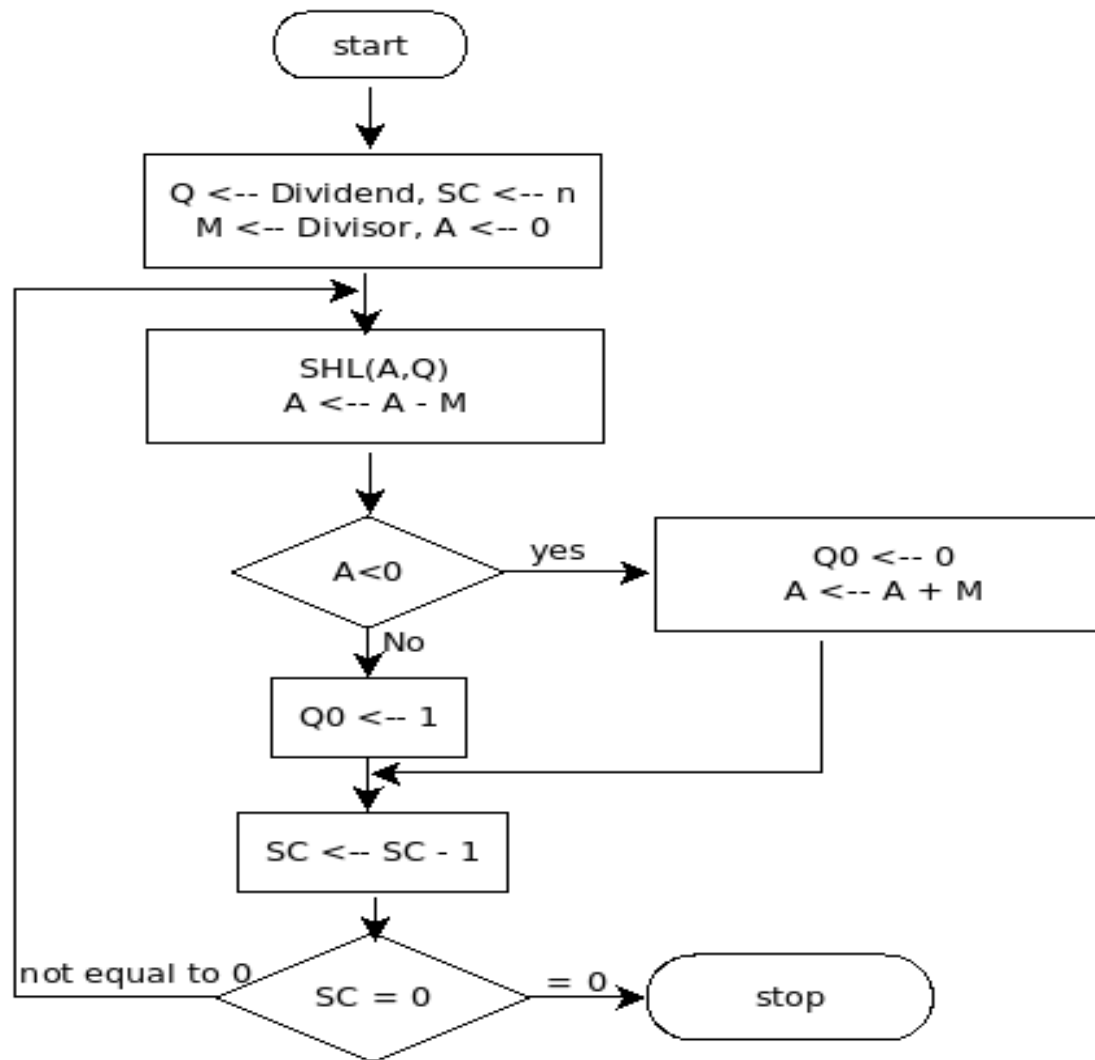 start
Q <-- Dividend, SC <-- n
M <-- Divisor, A <-- 0
SHL(A,Q)
A <-- A - M
A<0
yes
Q0 <-- 0
A <-- A + M
No
Q0 <-- 1
SC <-- SC - 1
not equal to 0
SC = 0
= 0
stop